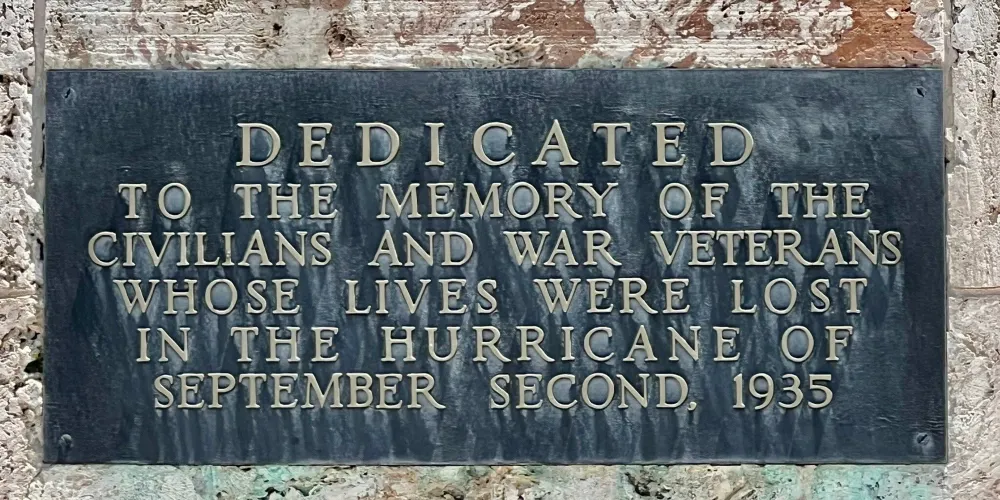 DEDICATED
TO THE MEMORY OF THE
CIVILIANS AND WAR VETERANS
WHOSE LIVES WERE LOST
IN THE HURRICANE OF
SEPTEMBER SECOND, 1935